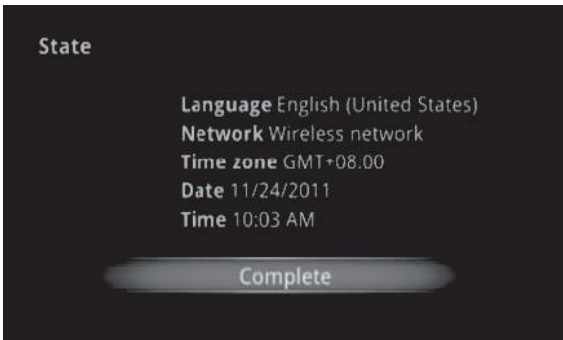 State
Language English (United States)
Network Wireless network
Time zone GMT+08.00
Date 11/24/2011
Time 10:03 AM
Complete